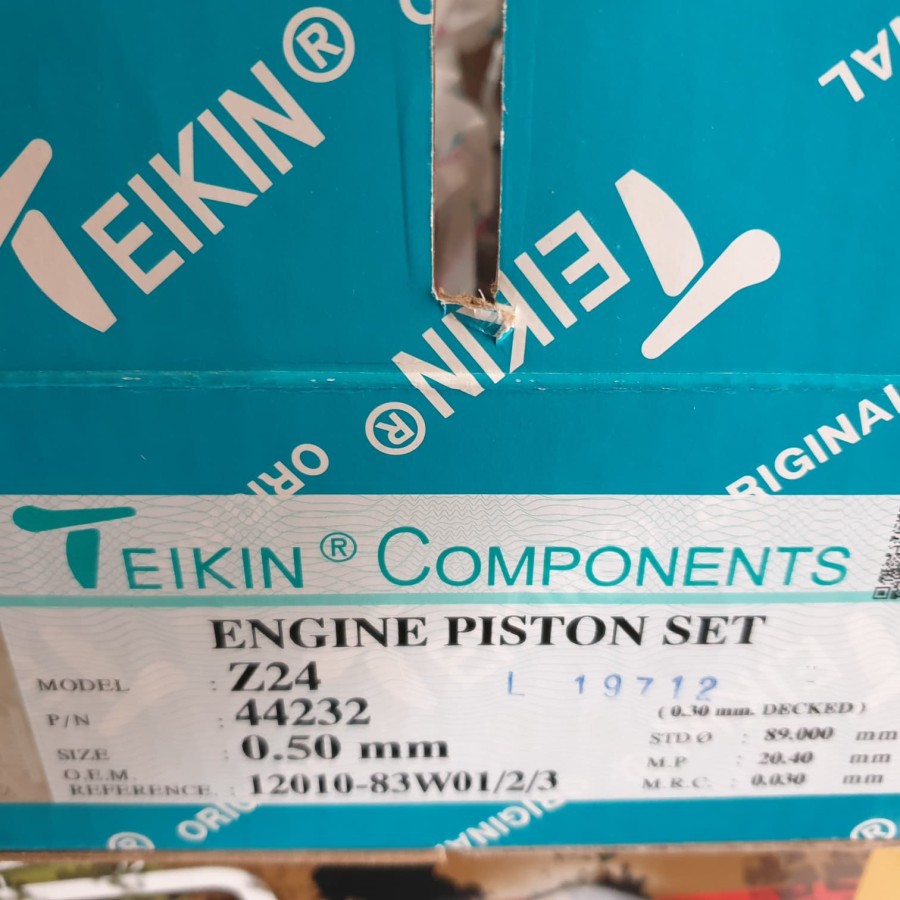 TEIKIN®
TEIKIN®
ORIGINAL
TEIKIN® COMPONENTS
ENGINE PISTON SET
MODEL : Z24
L 19712
P/N : 44232
( 0.30 mm. DECKED )
SIZE : 0.50 mm
STD.Ø : 89.000 mm
M.P : 20.40 mm
O.E.M.
REFERENCE : 12010-83W01/2/3
M.R.C. : 0.030 mm
ORIGINAL